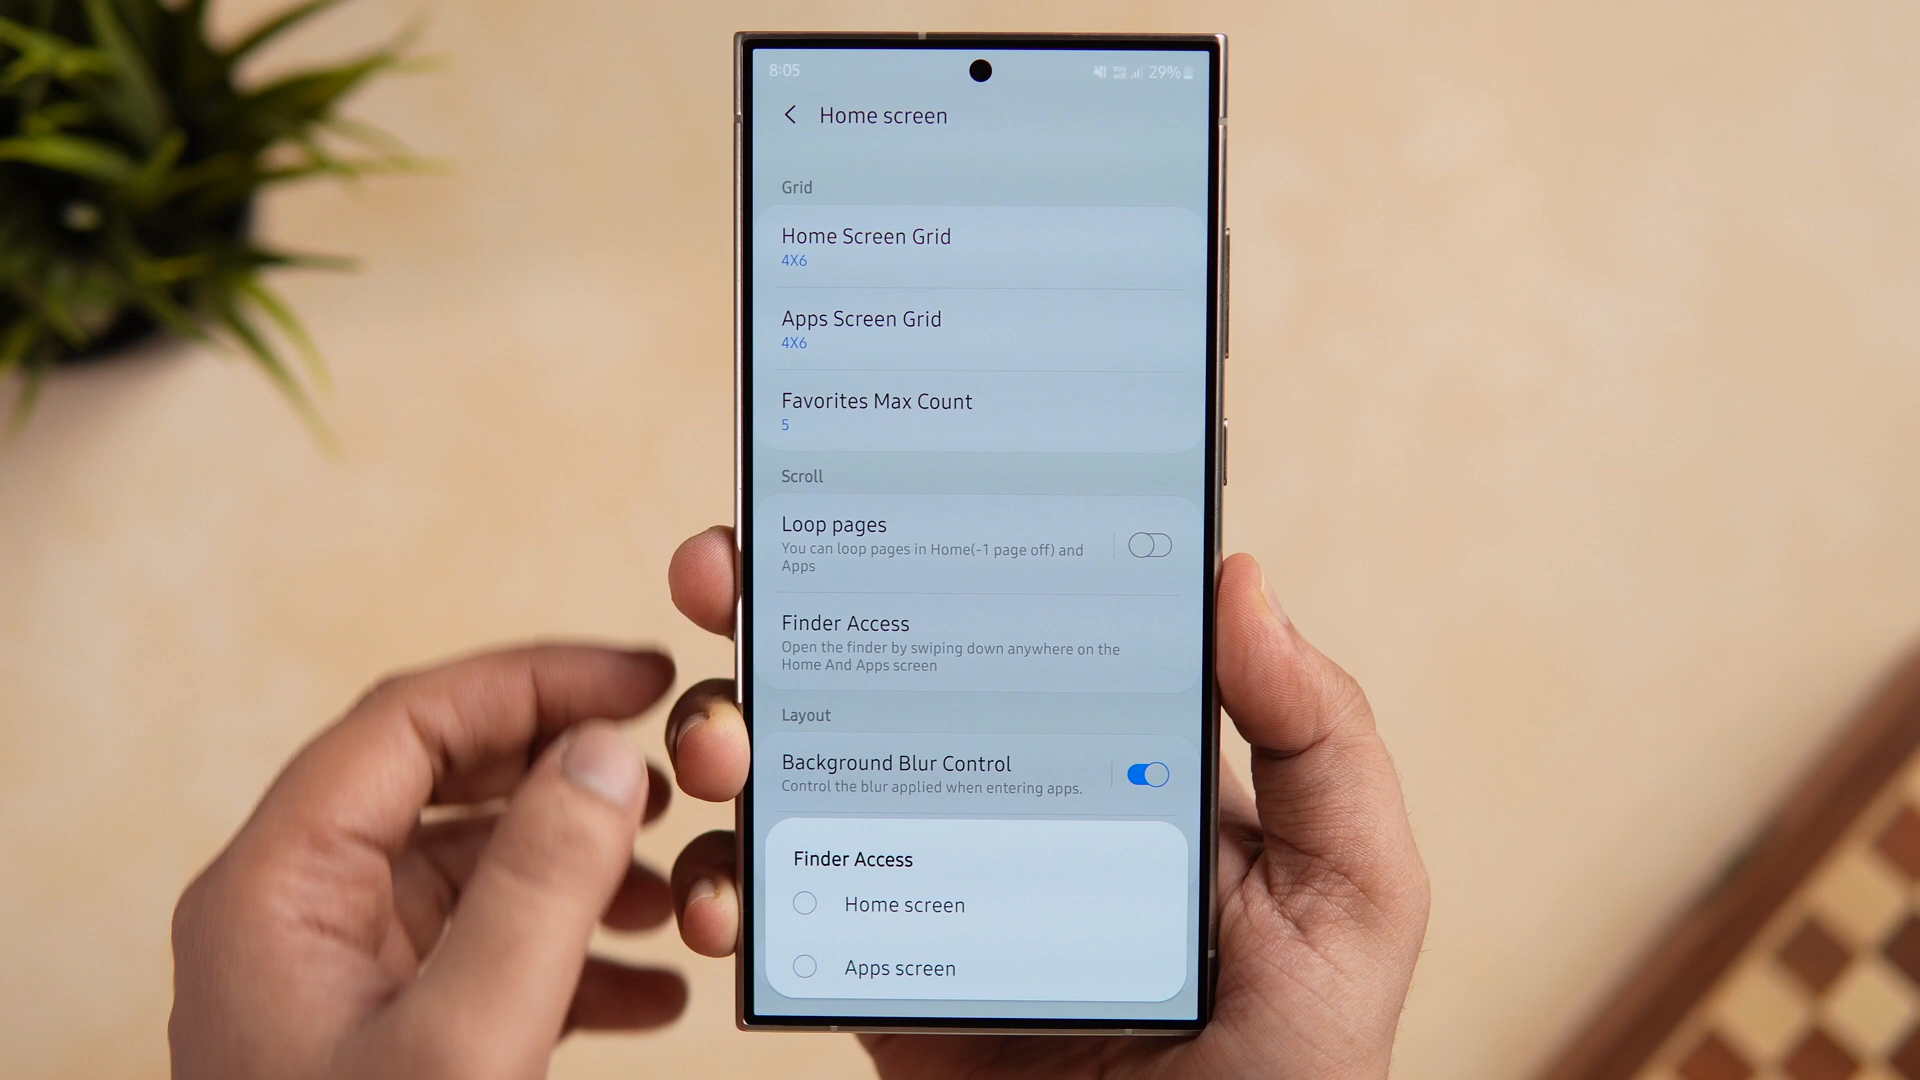 8:05
29%
Home screen
Grid
Home Screen Grid
4X6
Apps Screen Grid
4X6
Favorites Max Count
5
Scroll
Loop pages
You can loop pages in Home(-1 page off) and
Apps
Finder Access
Open the finder by swiping down anywhere on the
Home And Apps screen
Layout
Background Blur Control
Control the blur applied when entering apps.
Finder Access
Home screen
Apps screen